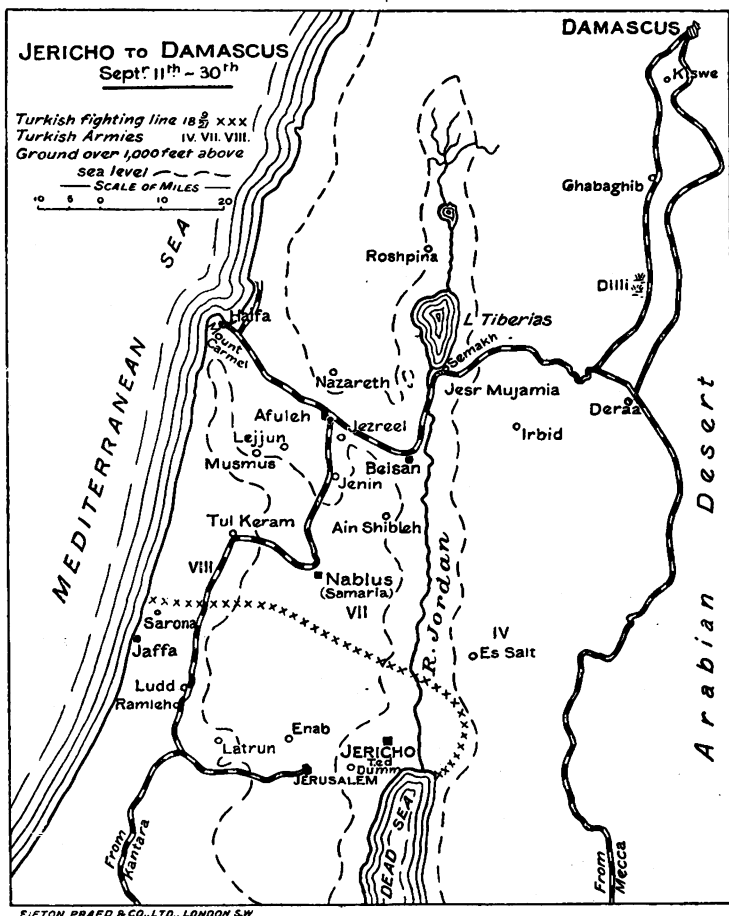 JERICHO TO DAMASCUS
Septr. 11th ~ 30th
Turkish fighting line 18 9/21 xxx
Turkish Armies IV. VII. VIII.
Ground over 1,000 feet above
sea level
SCALE OF MILES
10 5 0 10 20
DAMASCUS
Kiswe
Ghabaghib
Dilli
Roshpina
SEA
MEDITERRANEAN
Haifa
Mount
Carmel
L Tiberias
Semakh
Nazareth
Jesr Mujamia
Deraa
Afuleh
Jezreel
Irbid
Lejjun
Musmus
Beisan
Jenin
Tul Keram
Ain Shibleh
VIII
Nablus
(Samaria)
VII
R. Jordan
Arabian Desert
Sarona
Jaffa
IV
Es Salt
Ludd
Ramleh
Latrun
Enab
JERICHO
JERUSALEM
Dumm
DEAD SEA
From
Kantara
From
Mecca
SIFTON PRAED & CO., LTD., LONDON S.W.